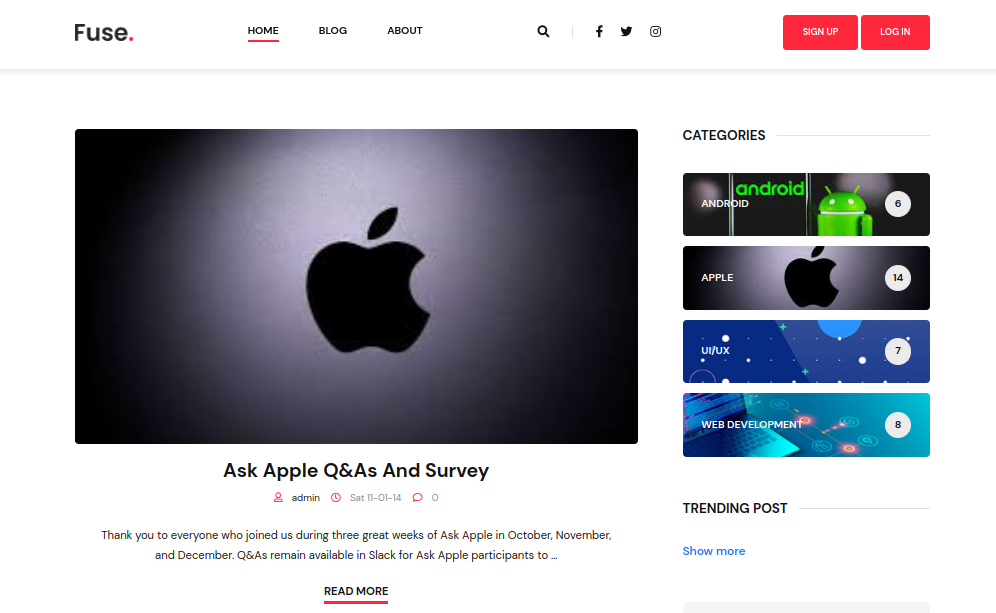 Fuse.
HOME BLOG ABOUT
SIGN UP LOG IN
CATEGORIES
android
ANDROID 6
APPLE 14
UI/UX 7
WEB DEVELOPMENT 8
Ask Apple Q&As And Survey
admin Sat 11-01-14 0
Thank you to everyone who joined us during three great weeks of Ask Apple in October, November,
and December. Q&As remain available in Slack for Ask Apple participants to ...
READ MORE
TRENDING POST
Show more